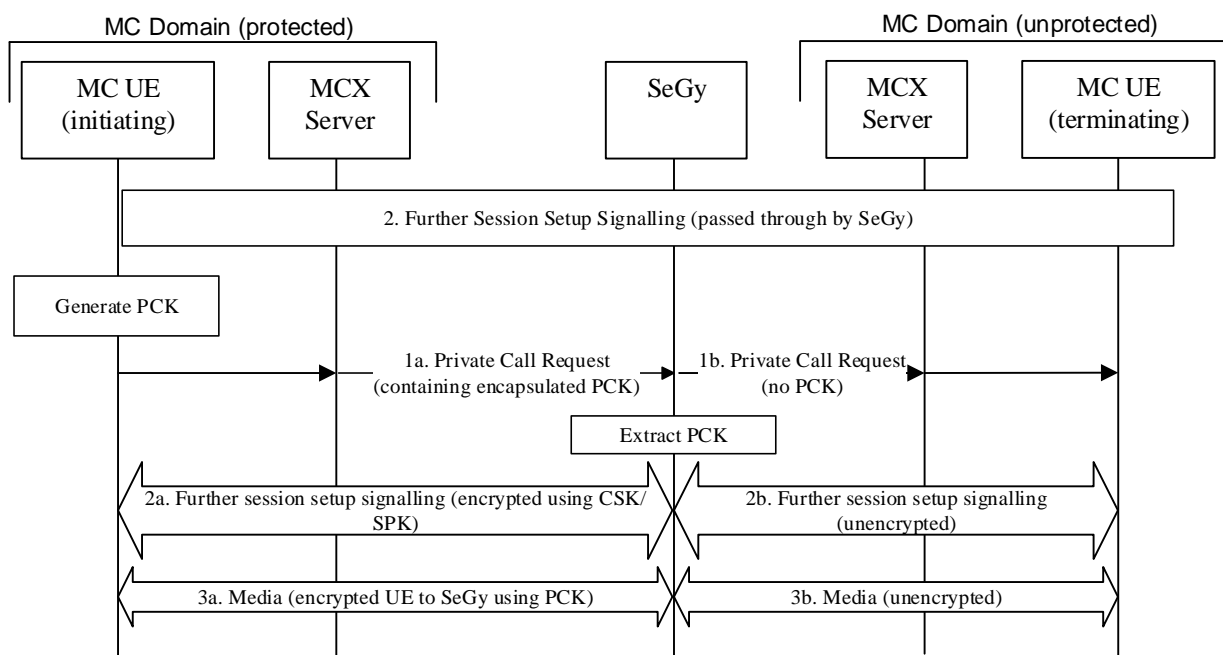 MC Domain (protected)
MC Domain (unprotected)
MC UE
(initiating)
MCX
Server
SeGy
MCX
Server
MC UE
(terminating)
2. Further Session Setup Signalling (passed through by SeGy)
Generate PCK
1a. Private Call Request
(containing encapsulated PCK)
1b. Private Call Request
(no PCK)
Extract PCK
2a. Further session setup signalling (encrypted using CSK/
SPK)
2b. Further session setup signalling
(unencrypted)
3a. Media (encrypted UE to SeGy using PCK)
3b. Media (unencrypted)